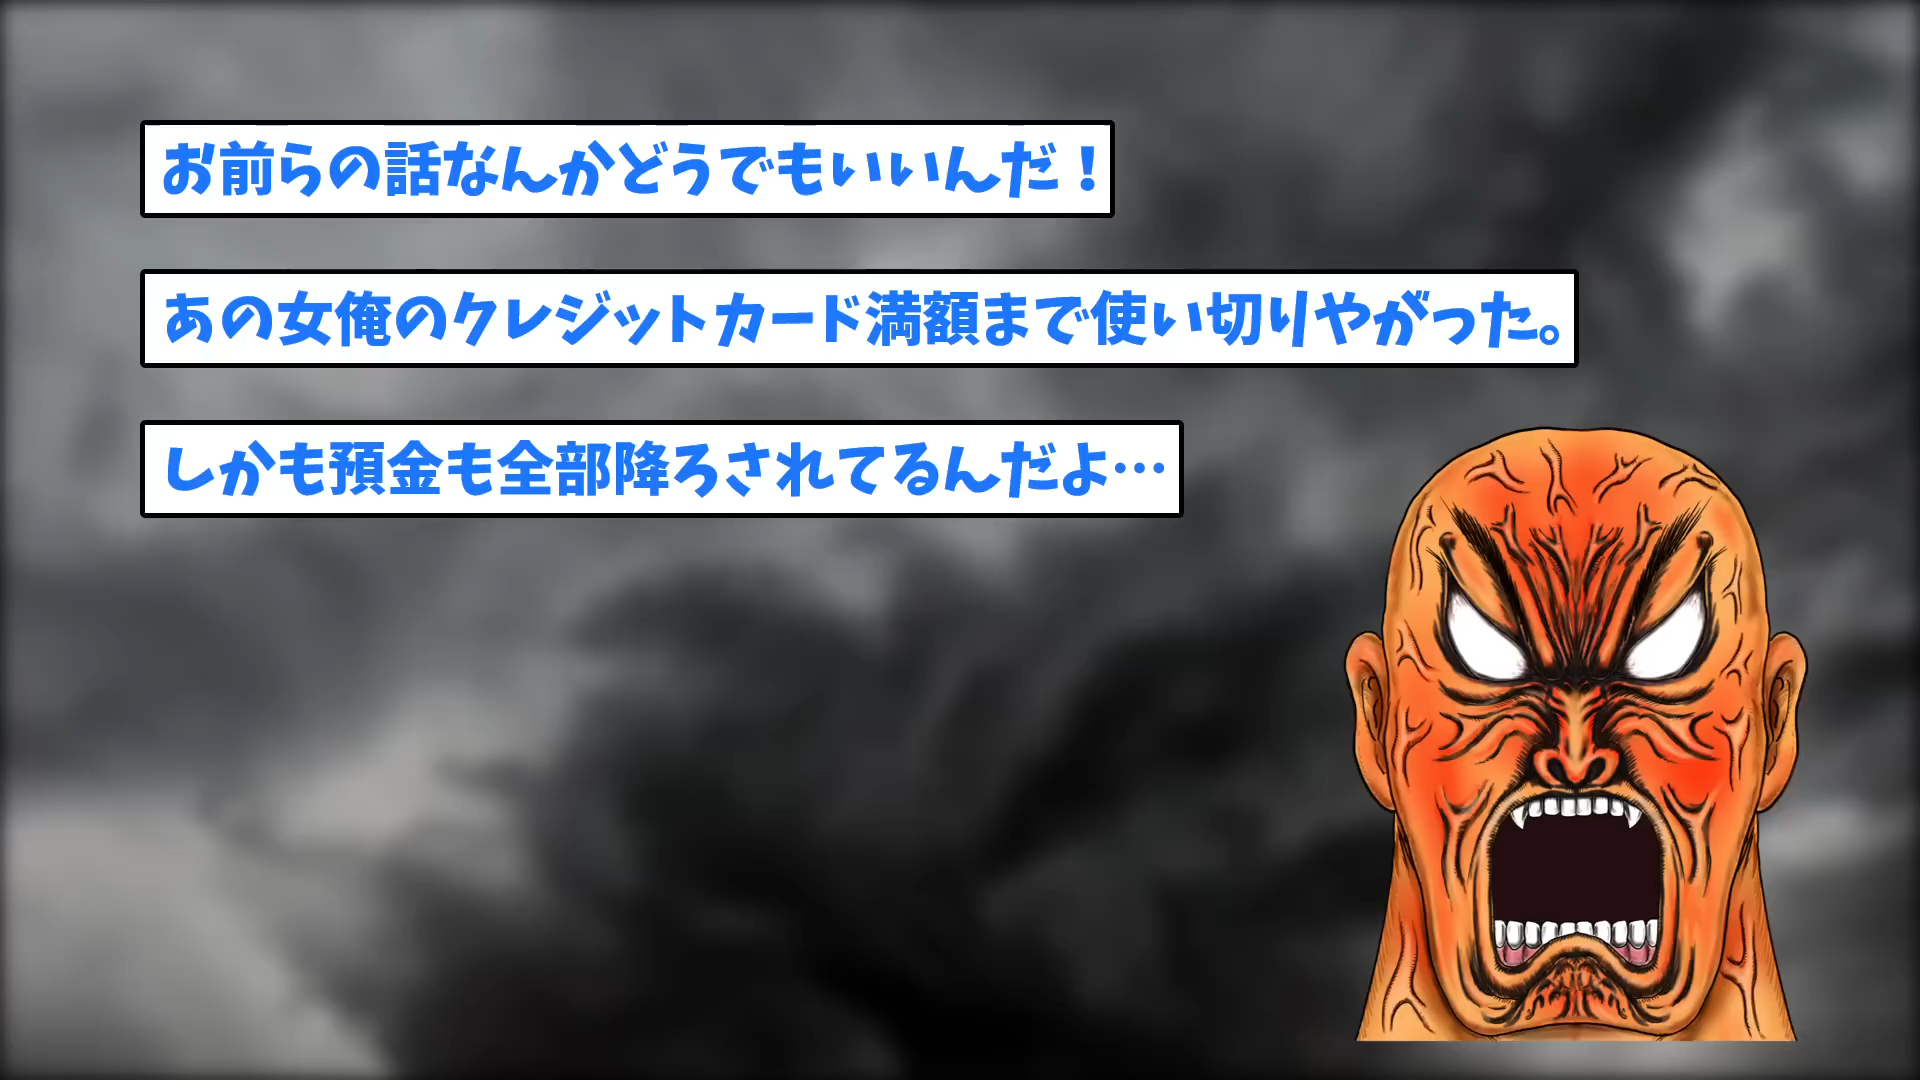 お前らの話なんかどうでもいいんだ！
あの女俺のクレジットカード満額まで使い切りやがった。
しかも預金も全部降ろされてるんだよ…